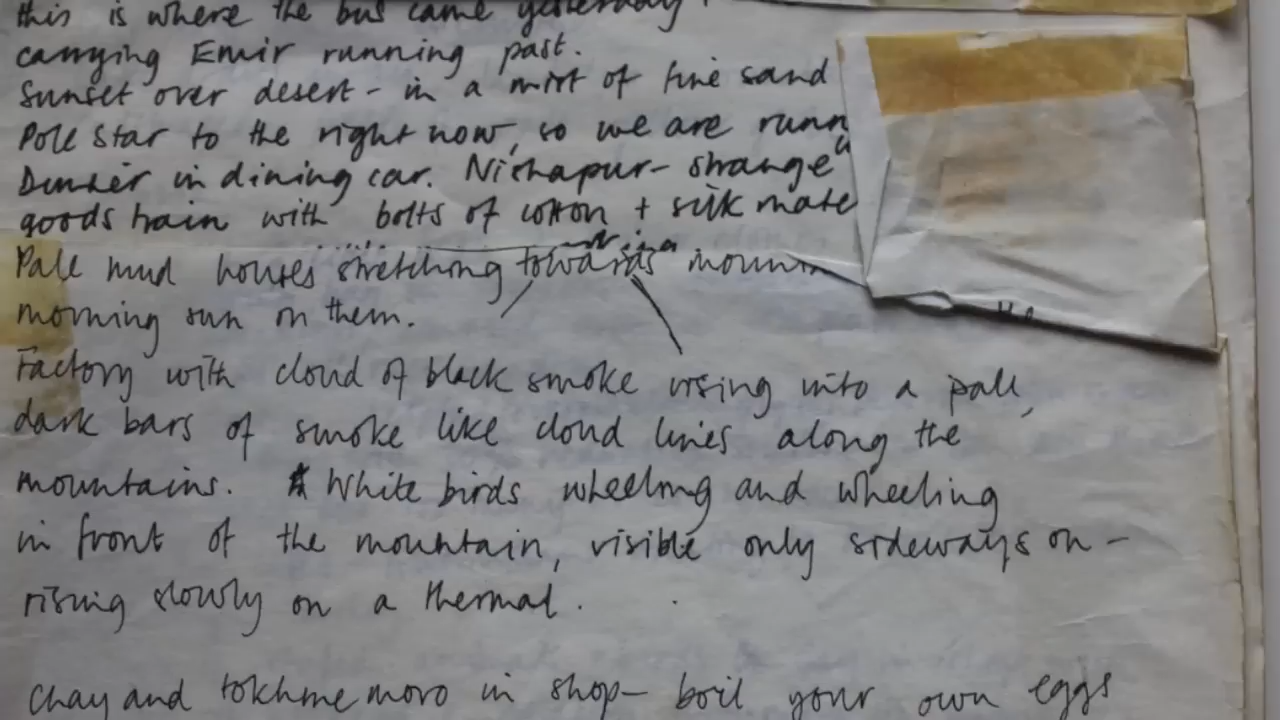 this is where the bus came yesterday
carrying Emir running past.
Sunset over desert - in a mist of fine sand
Pole Star to the right now, so we are runn
Dinner in dining car. Nishapur - strange
goods train with bolts of cotton + silk mate
Pale mud houses stretching towards moun
morning sun on them.
Factory with cloud of black smoke rising into a pall,
dark bars of smoke like cloud lines along the
mountains. White birds wheeling and wheeling
in front of the mountain, visible only sideways on -
rising slowly on a thermal.
Chay and tokhme moro in shop - boil your own eggs